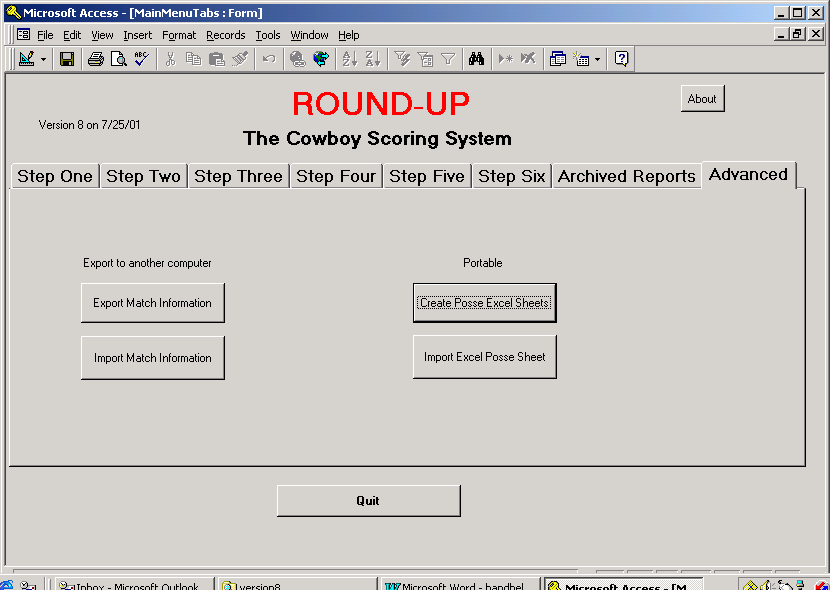 Microsoft Access - [MainMenuTabs : Form]
File Edit View Insert Format Records Tools Window Help
ROUND-UP
About
Version 8 on 7/25/01
The Cowboy Scoring System
Step One Step Two Step Three Step Four Step Five Step Six Archived Reports Advanced
Export to another computer Portable
Export Match Information Create Posse Excel Sheets
Import Match Information Import Excel Posse Sheet
Quit
Inbox - Microsoft Outlook version8 Microsoft Word - handhel Microsoft Access - [M